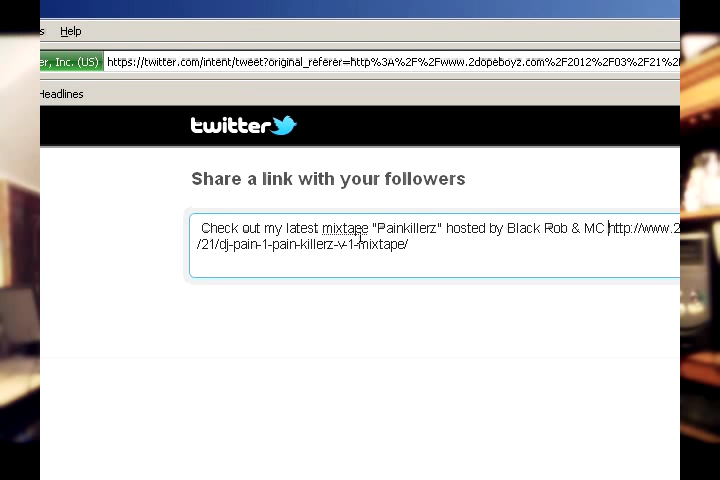 s Help
er, Inc. (US) https://twitter.com/intent/tweet?original_referer=http%3A%2F%2Fwww.2dopeboyz.com%2F2012%2F03%2F21%2F
Headlines
twitter
Share a link with your followers
Check out my latest mixtape "Painkillerz" hosted by Black Rob & MC http://www.2
/21/dj-pain-1-pain-killerz-v-1-mixtape/